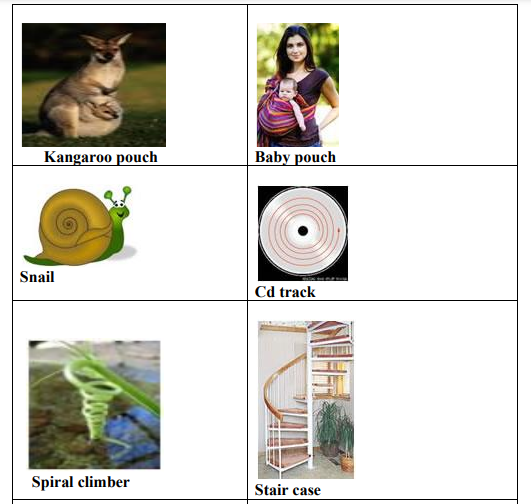 Kangaroo pouch
Baby pouch
Snail
Cd track
Spiral climber
Stair case